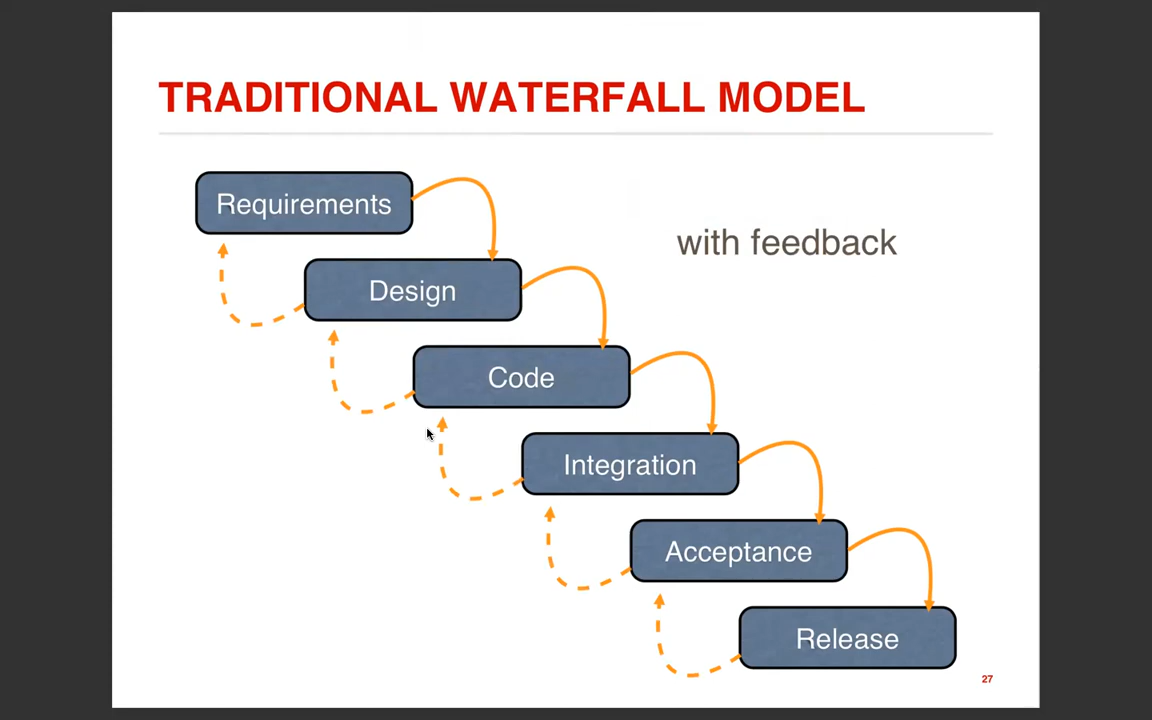 TRADITIONAL WATERFALL MODEL
Requirements
with feedback
Design
Code
Integration
Acceptance
Release
27